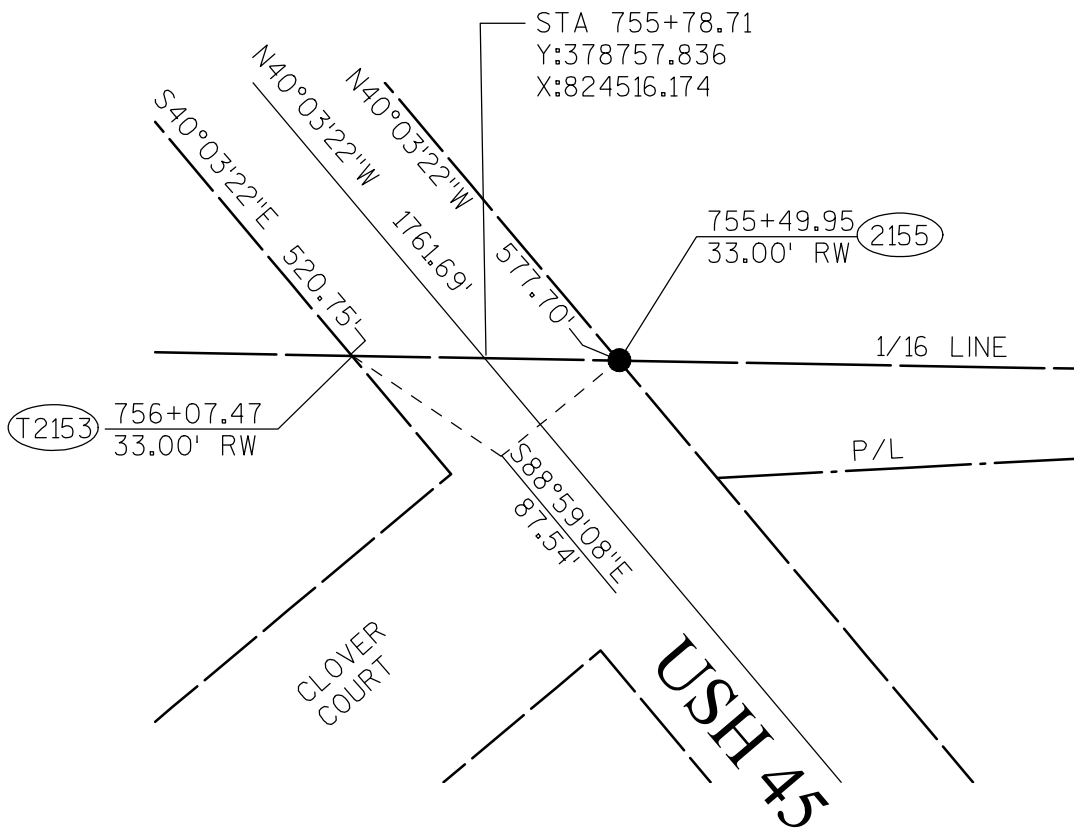 STA 755+78.71
Y:378757.836
X:824516.174
N40°03'22"W
N40°03'22"W
S40°03'22"E
1761.69'
577.70'
520.75'
755+49.95
33.00' RW
2155
1/16 LINE
T2153
756+07.47
33.00' RW
P/L
S88°59'08"E
87.54'
CLOVER
COURT
USH 45